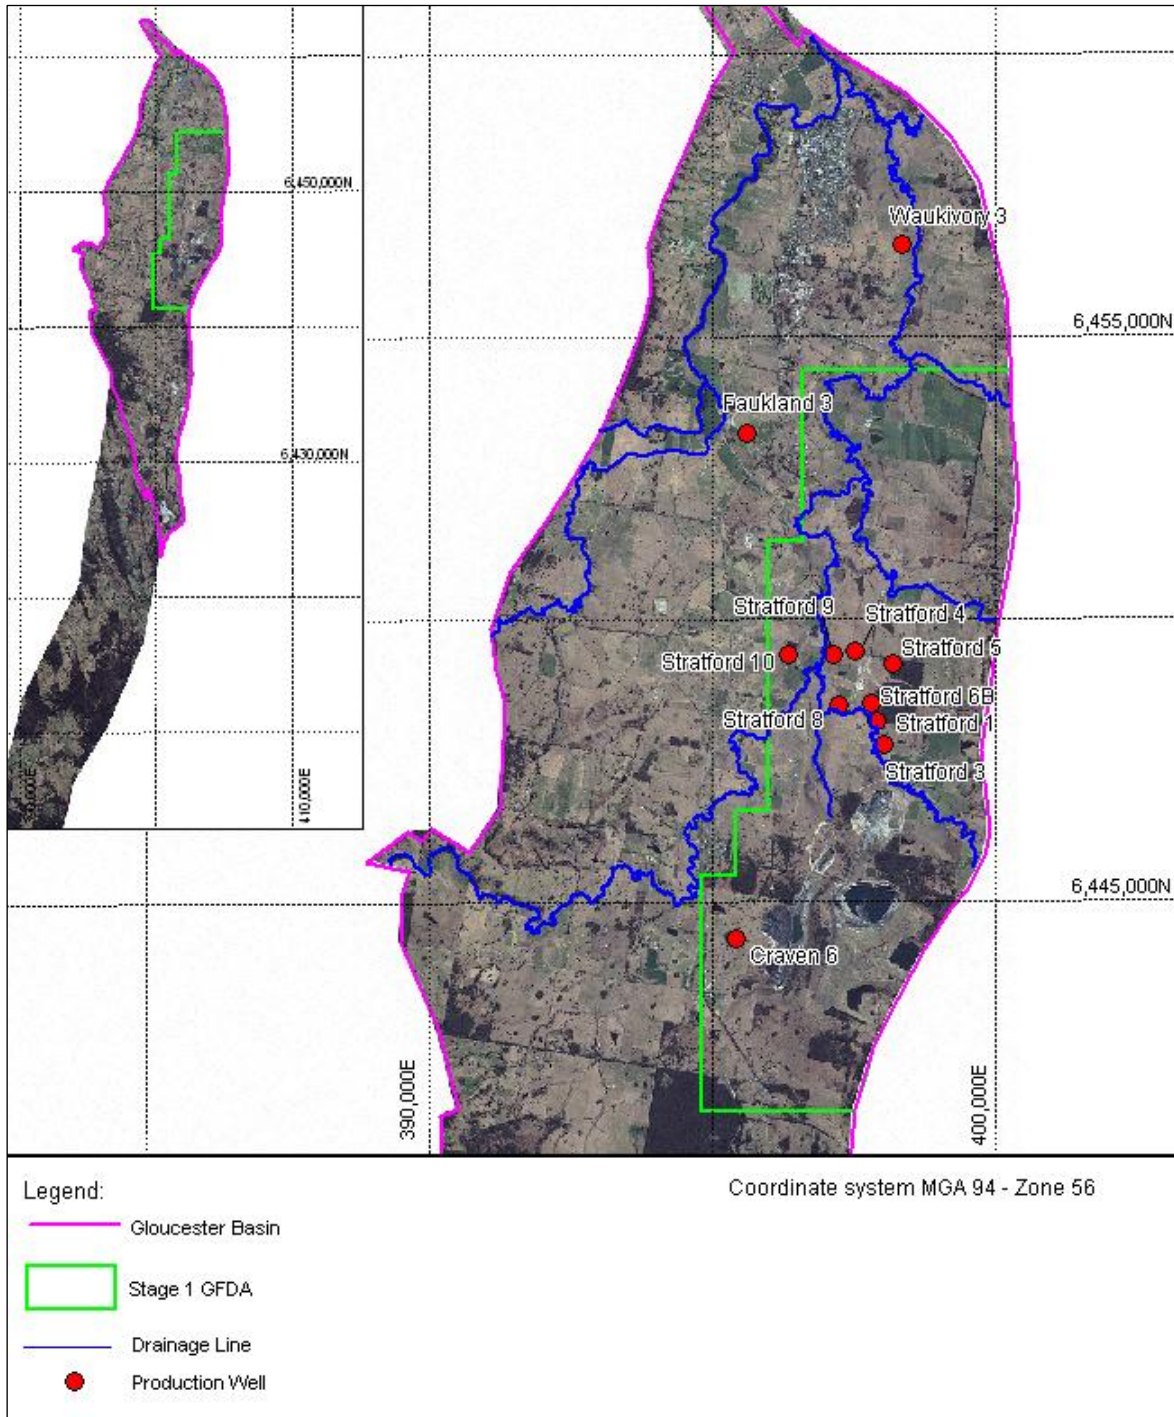 6,450,000N
6,430,000N
410,000E
Waukivory 3
6,455,000N
Faukland 3
Stratford 9
Stratford 4
Stratford 10
Stratford 5
Stratford 6B
Stratford 8
Stratford 1
Stratford 3
6,445,000N
Craven 6
390,000E
400,000E
Legend:
Coordinate system MGA 94 - Zone 56
Gloucester Basin
Stage 1 GFDA
Drainage Line
Production Well